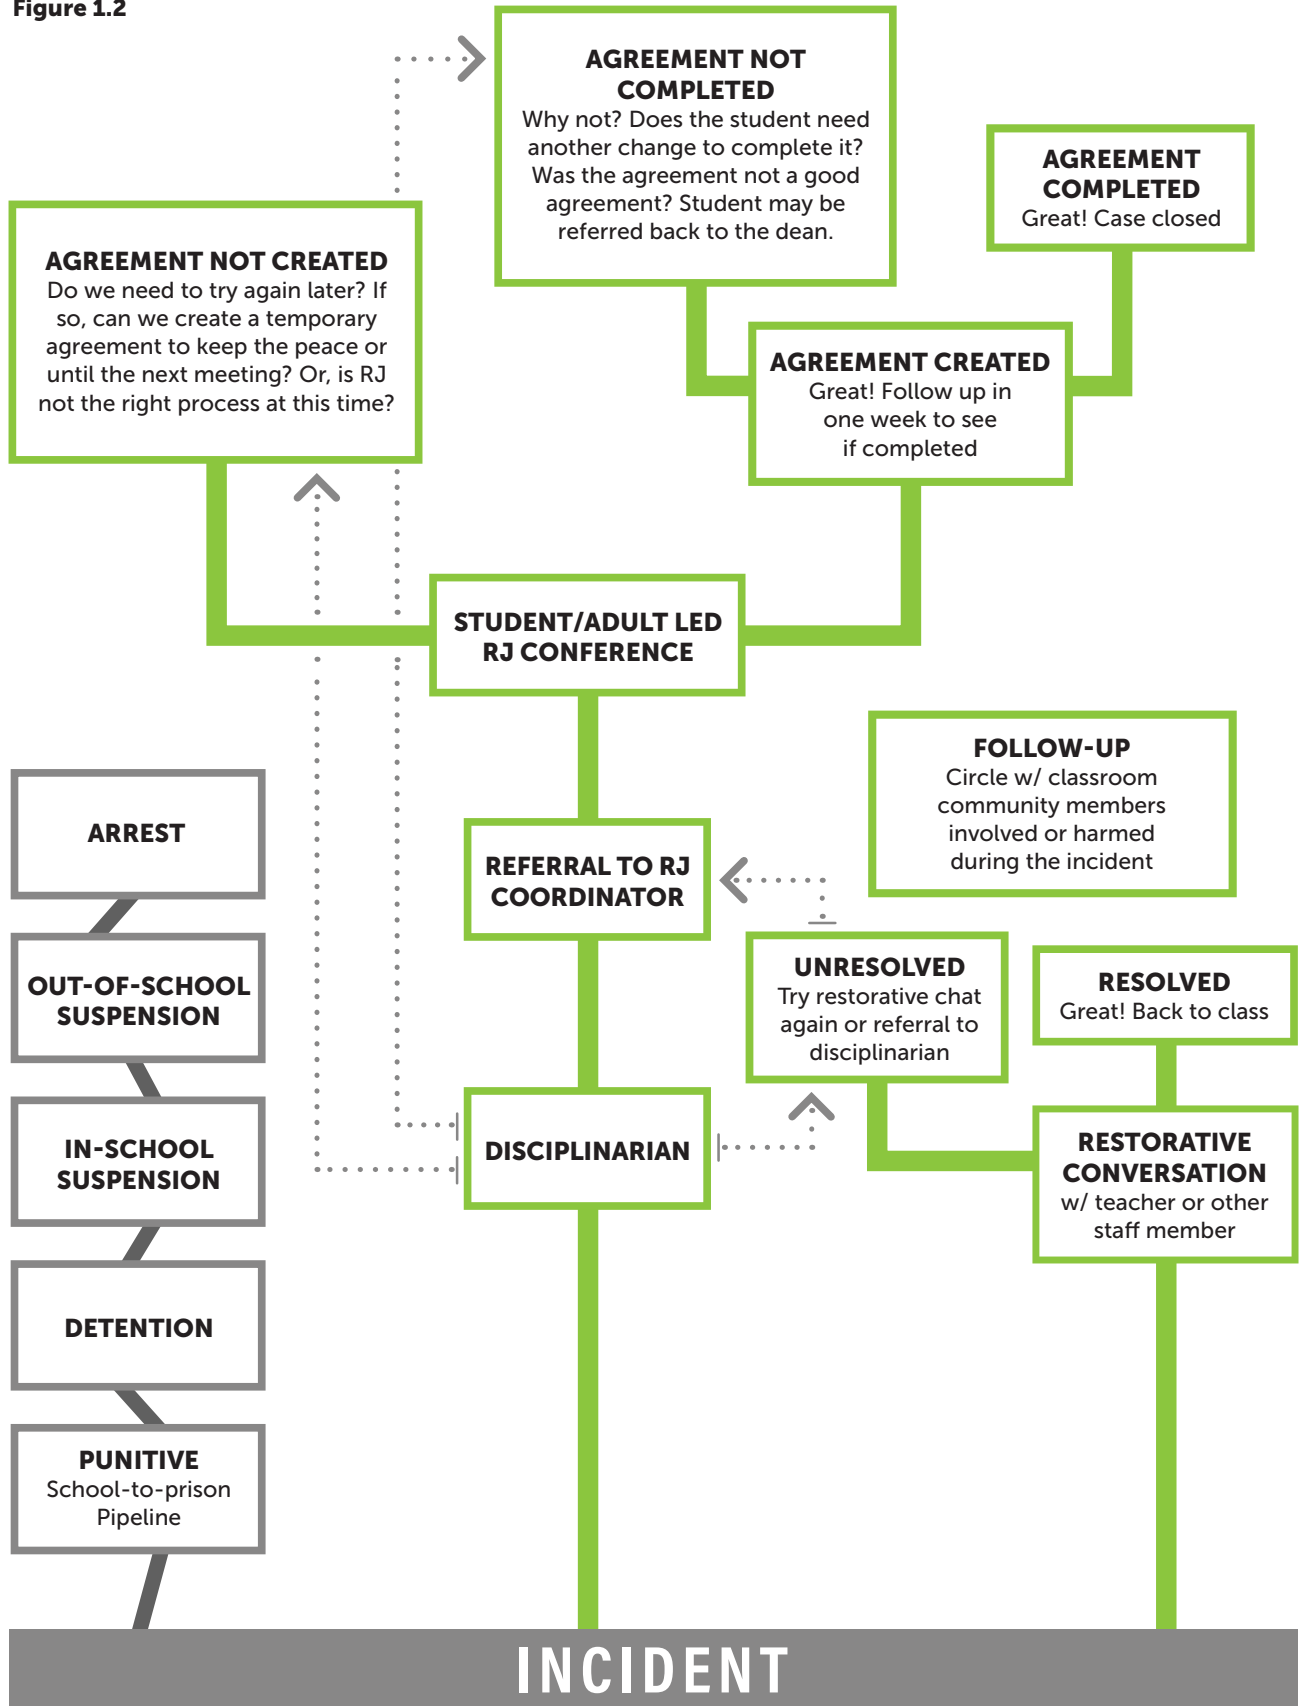 Figure 1.2
AGREEMENT NOT
COMPLETED
Why not? Does the student need
another change to complete it?
Was the agreement not a good
agreement? Student may be
referred back to the dean.
AGREEMENT
COMPLETED
Great! Case closed
AGREEMENT NOT CREATED
Do we need to try again later? If
so, can we create a temporary
agreement to keep the peace or
until the next meeting? Or, is RJ
not the right process at this time?
AGREEMENT CREATED
Great! Follow up in
one week to see
if completed
STUDENT/ADULT LED
RJ CONFERENCE
FOLLOW-UP
Circle w/ classroom
community members
involved or harmed
during the incident
ARREST
REFERRAL TO RJ
COORDINATOR
OUT-OF-SCHOOL
SUSPENSION
UNRESOLVED
Try restorative chat
again or referral to
disciplinarian
RESOLVED
Great! Back to class
IN-SCHOOL
SUSPENSION
DISCIPLINARIAN
RESTORATIVE
CONVERSATION
w/ teacher or other
staff member
DETENTION
PUNITIVE
School-to-prison
Pipeline
INCIDENT